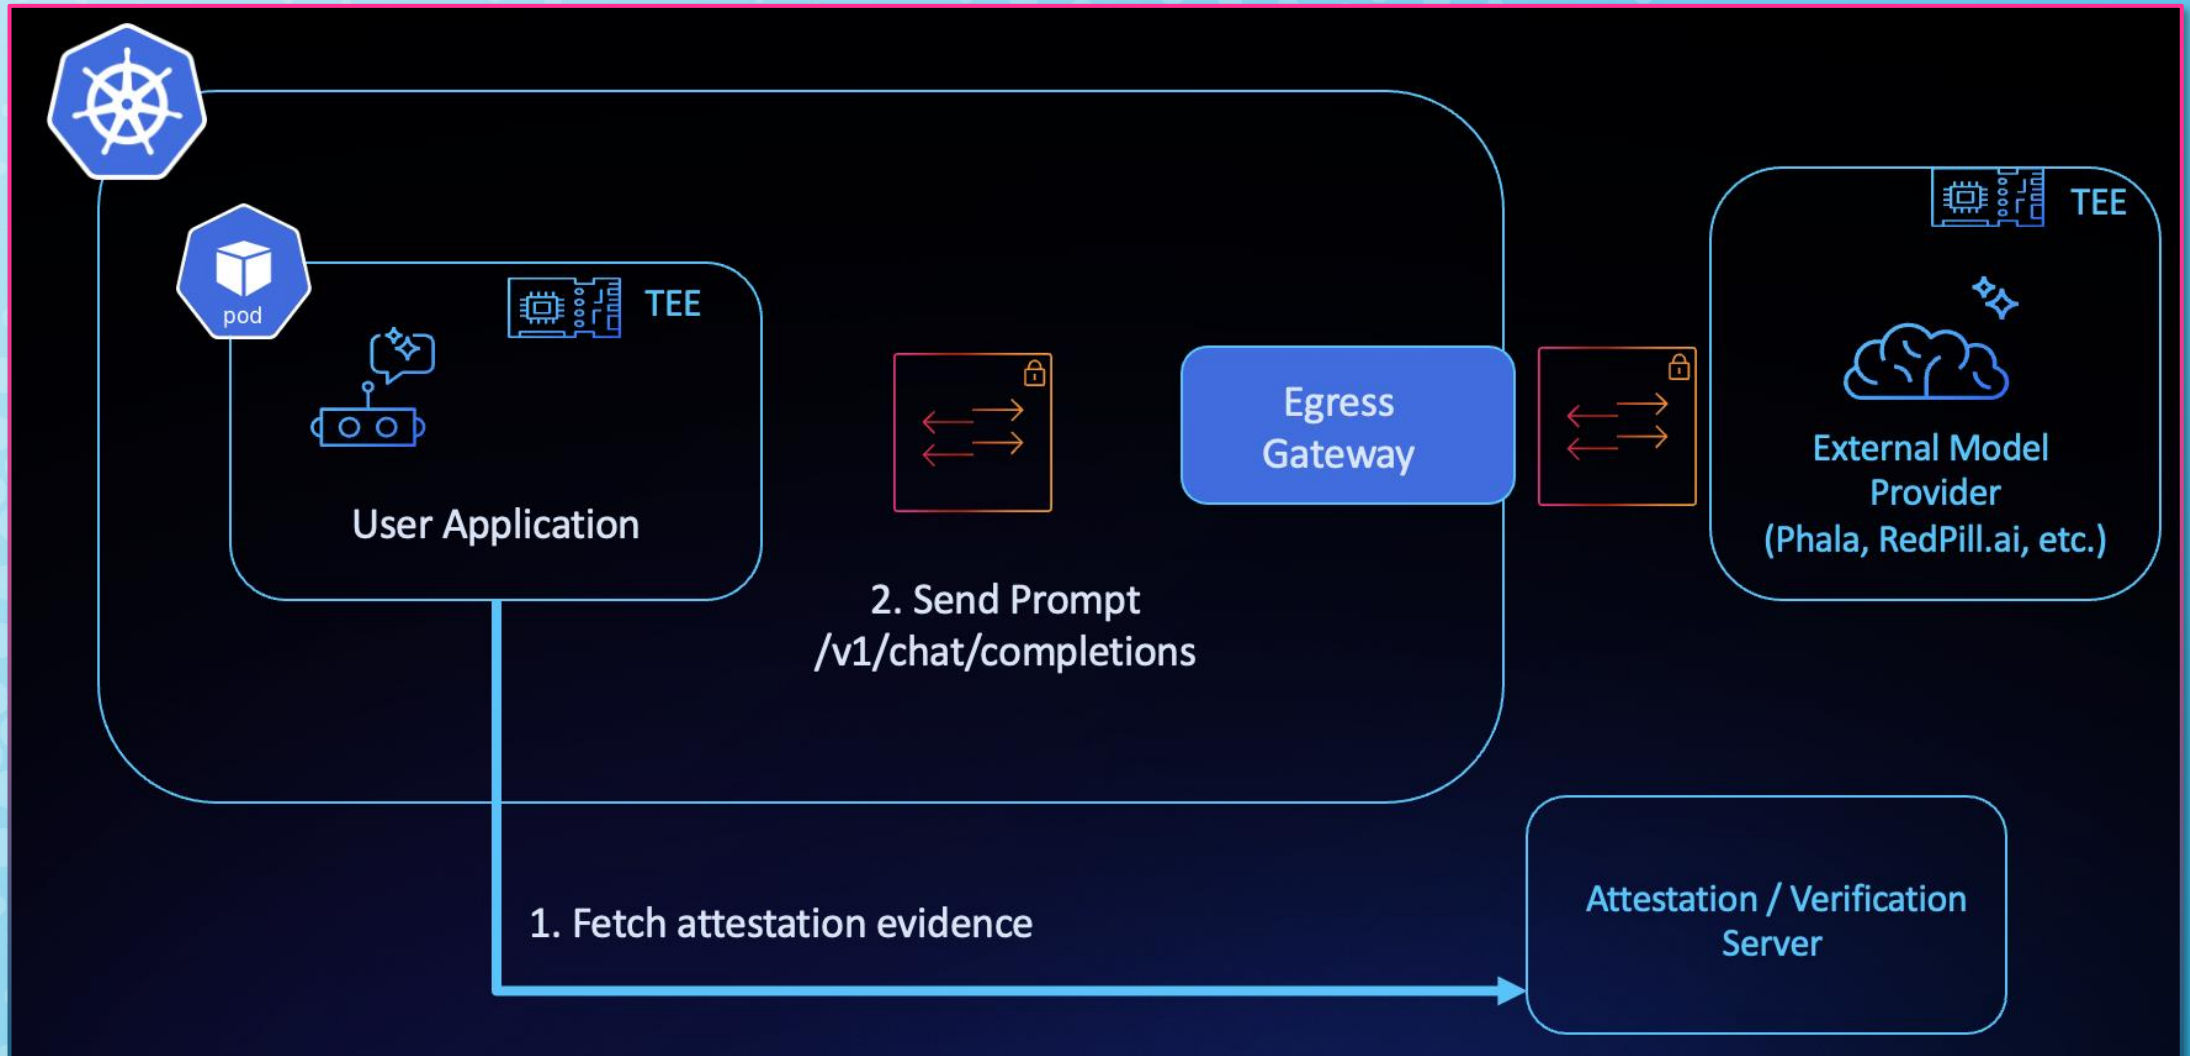 pod
TEE
User Application
2. Send Prompt
/v1/chat/completions
Egress
Gateway
TEE
External Model
Provider
(Phala, RedPill.ai, etc.)
1. Fetch attestation evidence
Attestation / Verification
Server